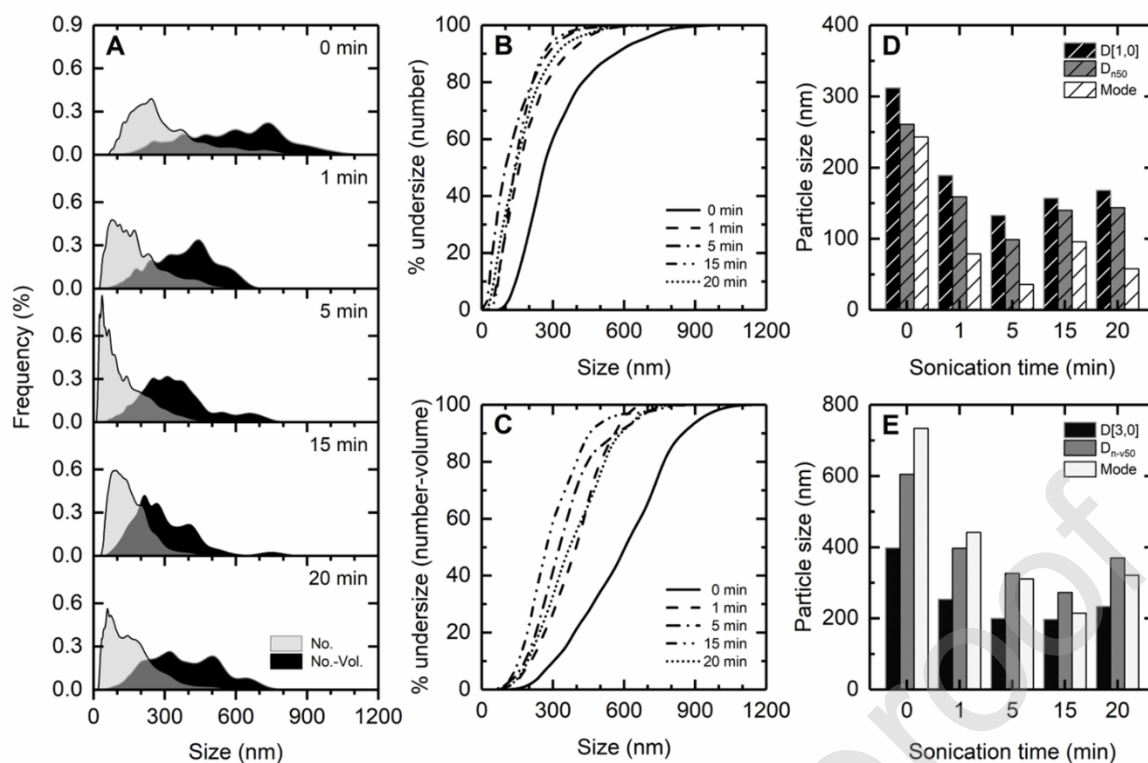 A
0 min
0.9
0.6
0.3
0.0
1 min
0.6
0.3
0.0
5 min
0.6
0.3
0.0
15 min
0.6
0.3
0.0
20 min
0.6
0.3
0.0
No.
No.-Vol.
0 300 600 900 1200
Size (nm)
Frequency (%)
B
100
80
60
40
20
0
0 min
1 min
5 min
15 min
20 min
0 300 600 900 1200
Size (nm)
% undersize (number)
C
100
80
60
40
20
0
0 min
1 min
5 min
15 min
20 min
0 300 600 900 1200
Size (nm)
% undersize (number-volume)
D
D[1,0]
Dn50
Mode
400
300
200
100
0
0 1 5 15 20
Sonication time (min)
Particle size (nm)
E
D[3,0]
Dn-v50
Mode
800
600
400
200
0
0 1 5 15 20
Sonication time (min)
Particle size (nm)
proof